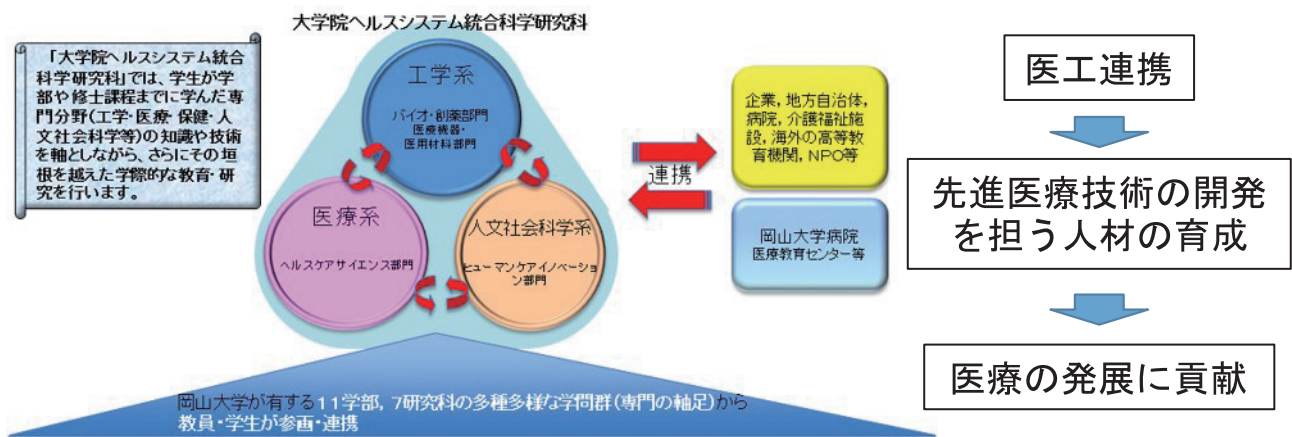 大学院ヘルスシステム統合科学研究科
「大学院ヘルスシステム統合
科学研究科」では、学生が学
部や修士課程までに学んだ専
門分野(工学・医療・保健・人
文社会科学等)の知識や技術
を軸としながら、さらにその垣
根を越えた学際的な教育・研
究を行います。
工学系
バイオ・創薬部門
医療機器・
医用材料部門
医療系
ヘルスケアサイエンス部門
人文社会科学系
ヒューマンケアイノベーショ
ン部門
連携
企業，地方自治体，
病院，介護福祉施
設，海外の高等教
育機関，NPO等
岡山大学病院
医療教育センター等
岡山大学が有する11学部，7研究科の多種多様な学問群(専門の軸足)から
教員・学生が参画・連携
医工連携
先進医療技術の開発
を担う人材の育成
医療の発展に貢献